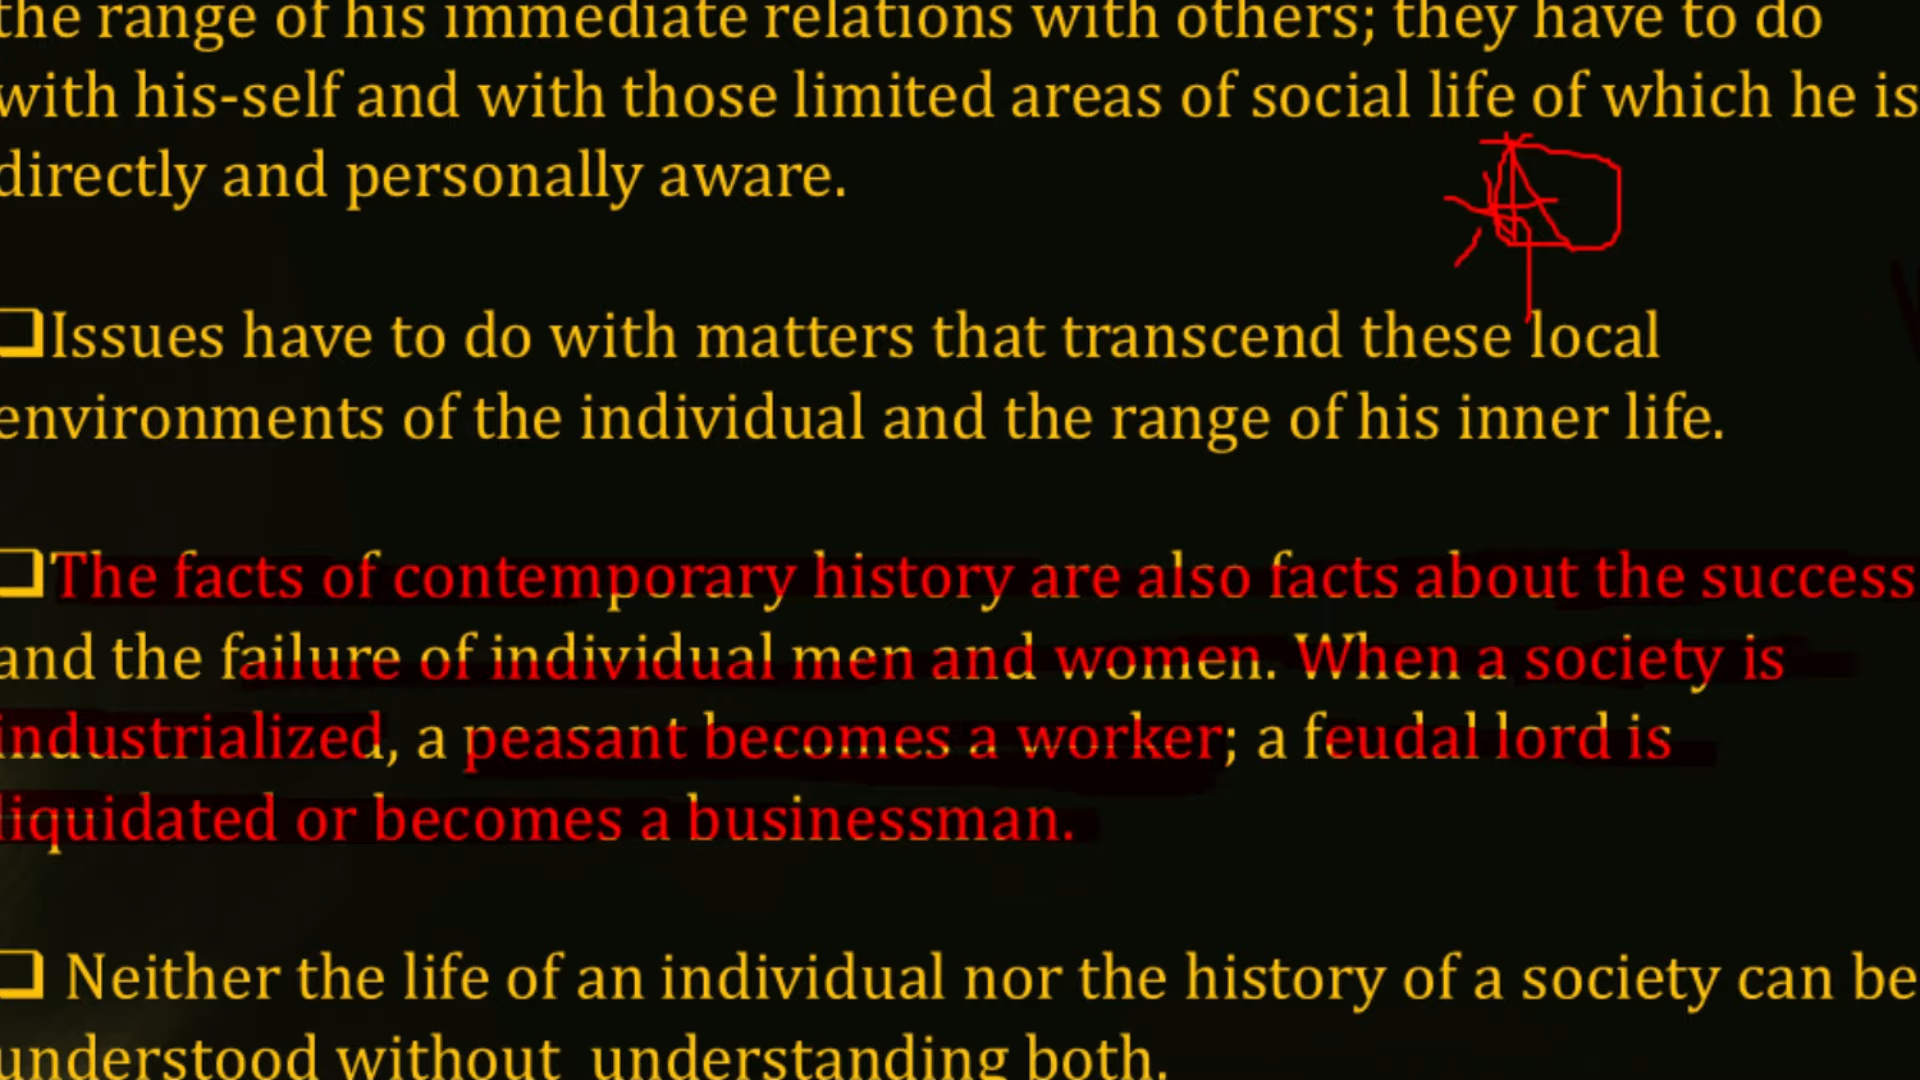 the range of his immediate relations with others; they have to do
with his-self and with those limited areas of social life of which he is
directly and personally aware.
❑Issues have to do with matters that transcend these local
environments of the individual and the range of his inner life.
❑The facts of contemporary history are also facts about the success
and the failure of individual men and women. When a society is
industrialized, a peasant becomes a worker; a feudal lord is
liquidated or becomes a businessman.
❑ Neither the life of an individual nor the history of a society can be
understood without understanding both.